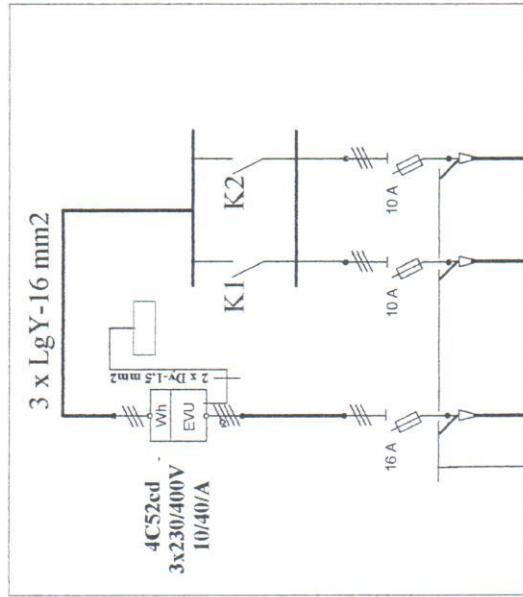 3 x LgY-16 mm2
Wh
EVU
2 x Dy-1.5 mm2
4C52cd
3x230/400V
10/40/A
K1
K2
16 A
10 A
10 A